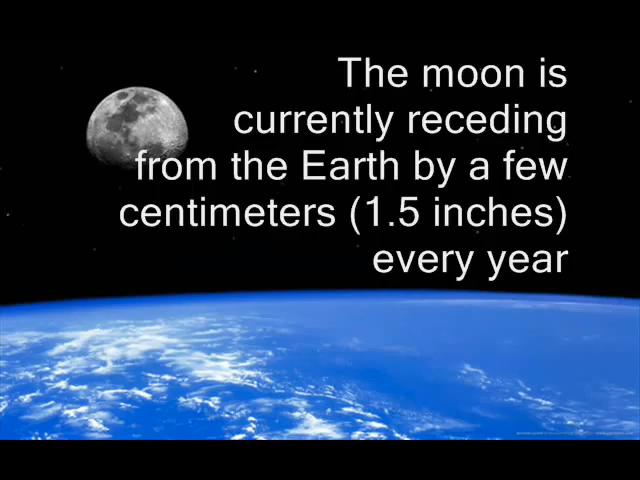 The moon is
currently receding
from the Earth by a few
centimeters (1.5 inches)
every year